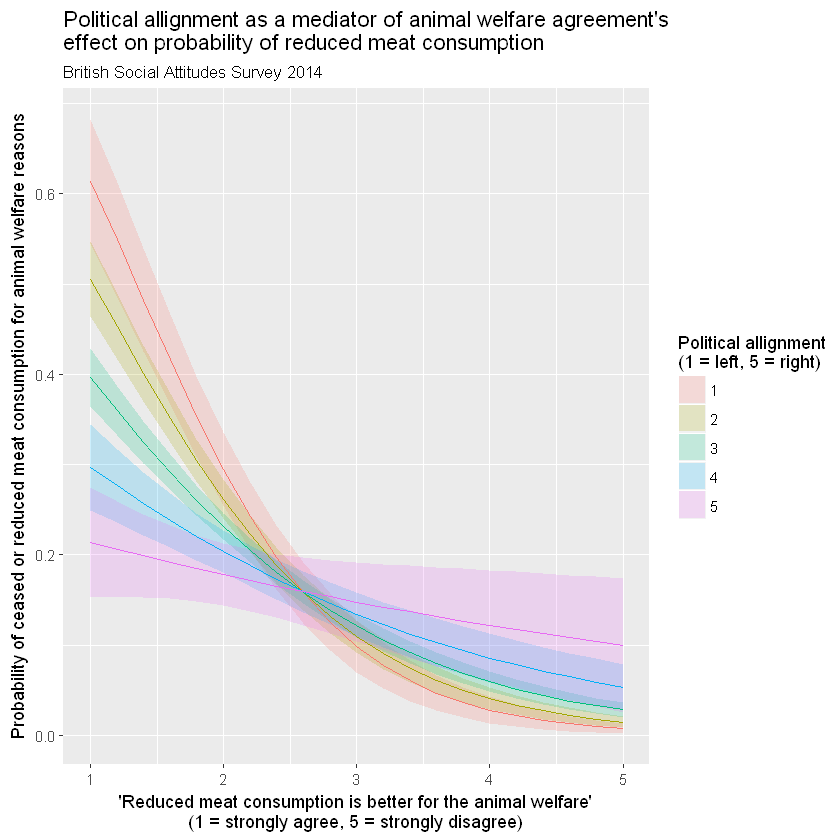 Political allignment as a mediator of animal welfare agreement's
effect on probability of reduced meat consumption
British Social Attitudes Survey 2014
Probability of ceased or reduced meat consumption for animal welfare reasons
0.6
0.4
0.2
0.0
1
2
3
4
5
'Reduced meat consumption is better for the animal welfare'
(1 = strongly agree, 5 = strongly disagree)
Political allignment
(1 = left, 5 = right)
1
2
3
4
5